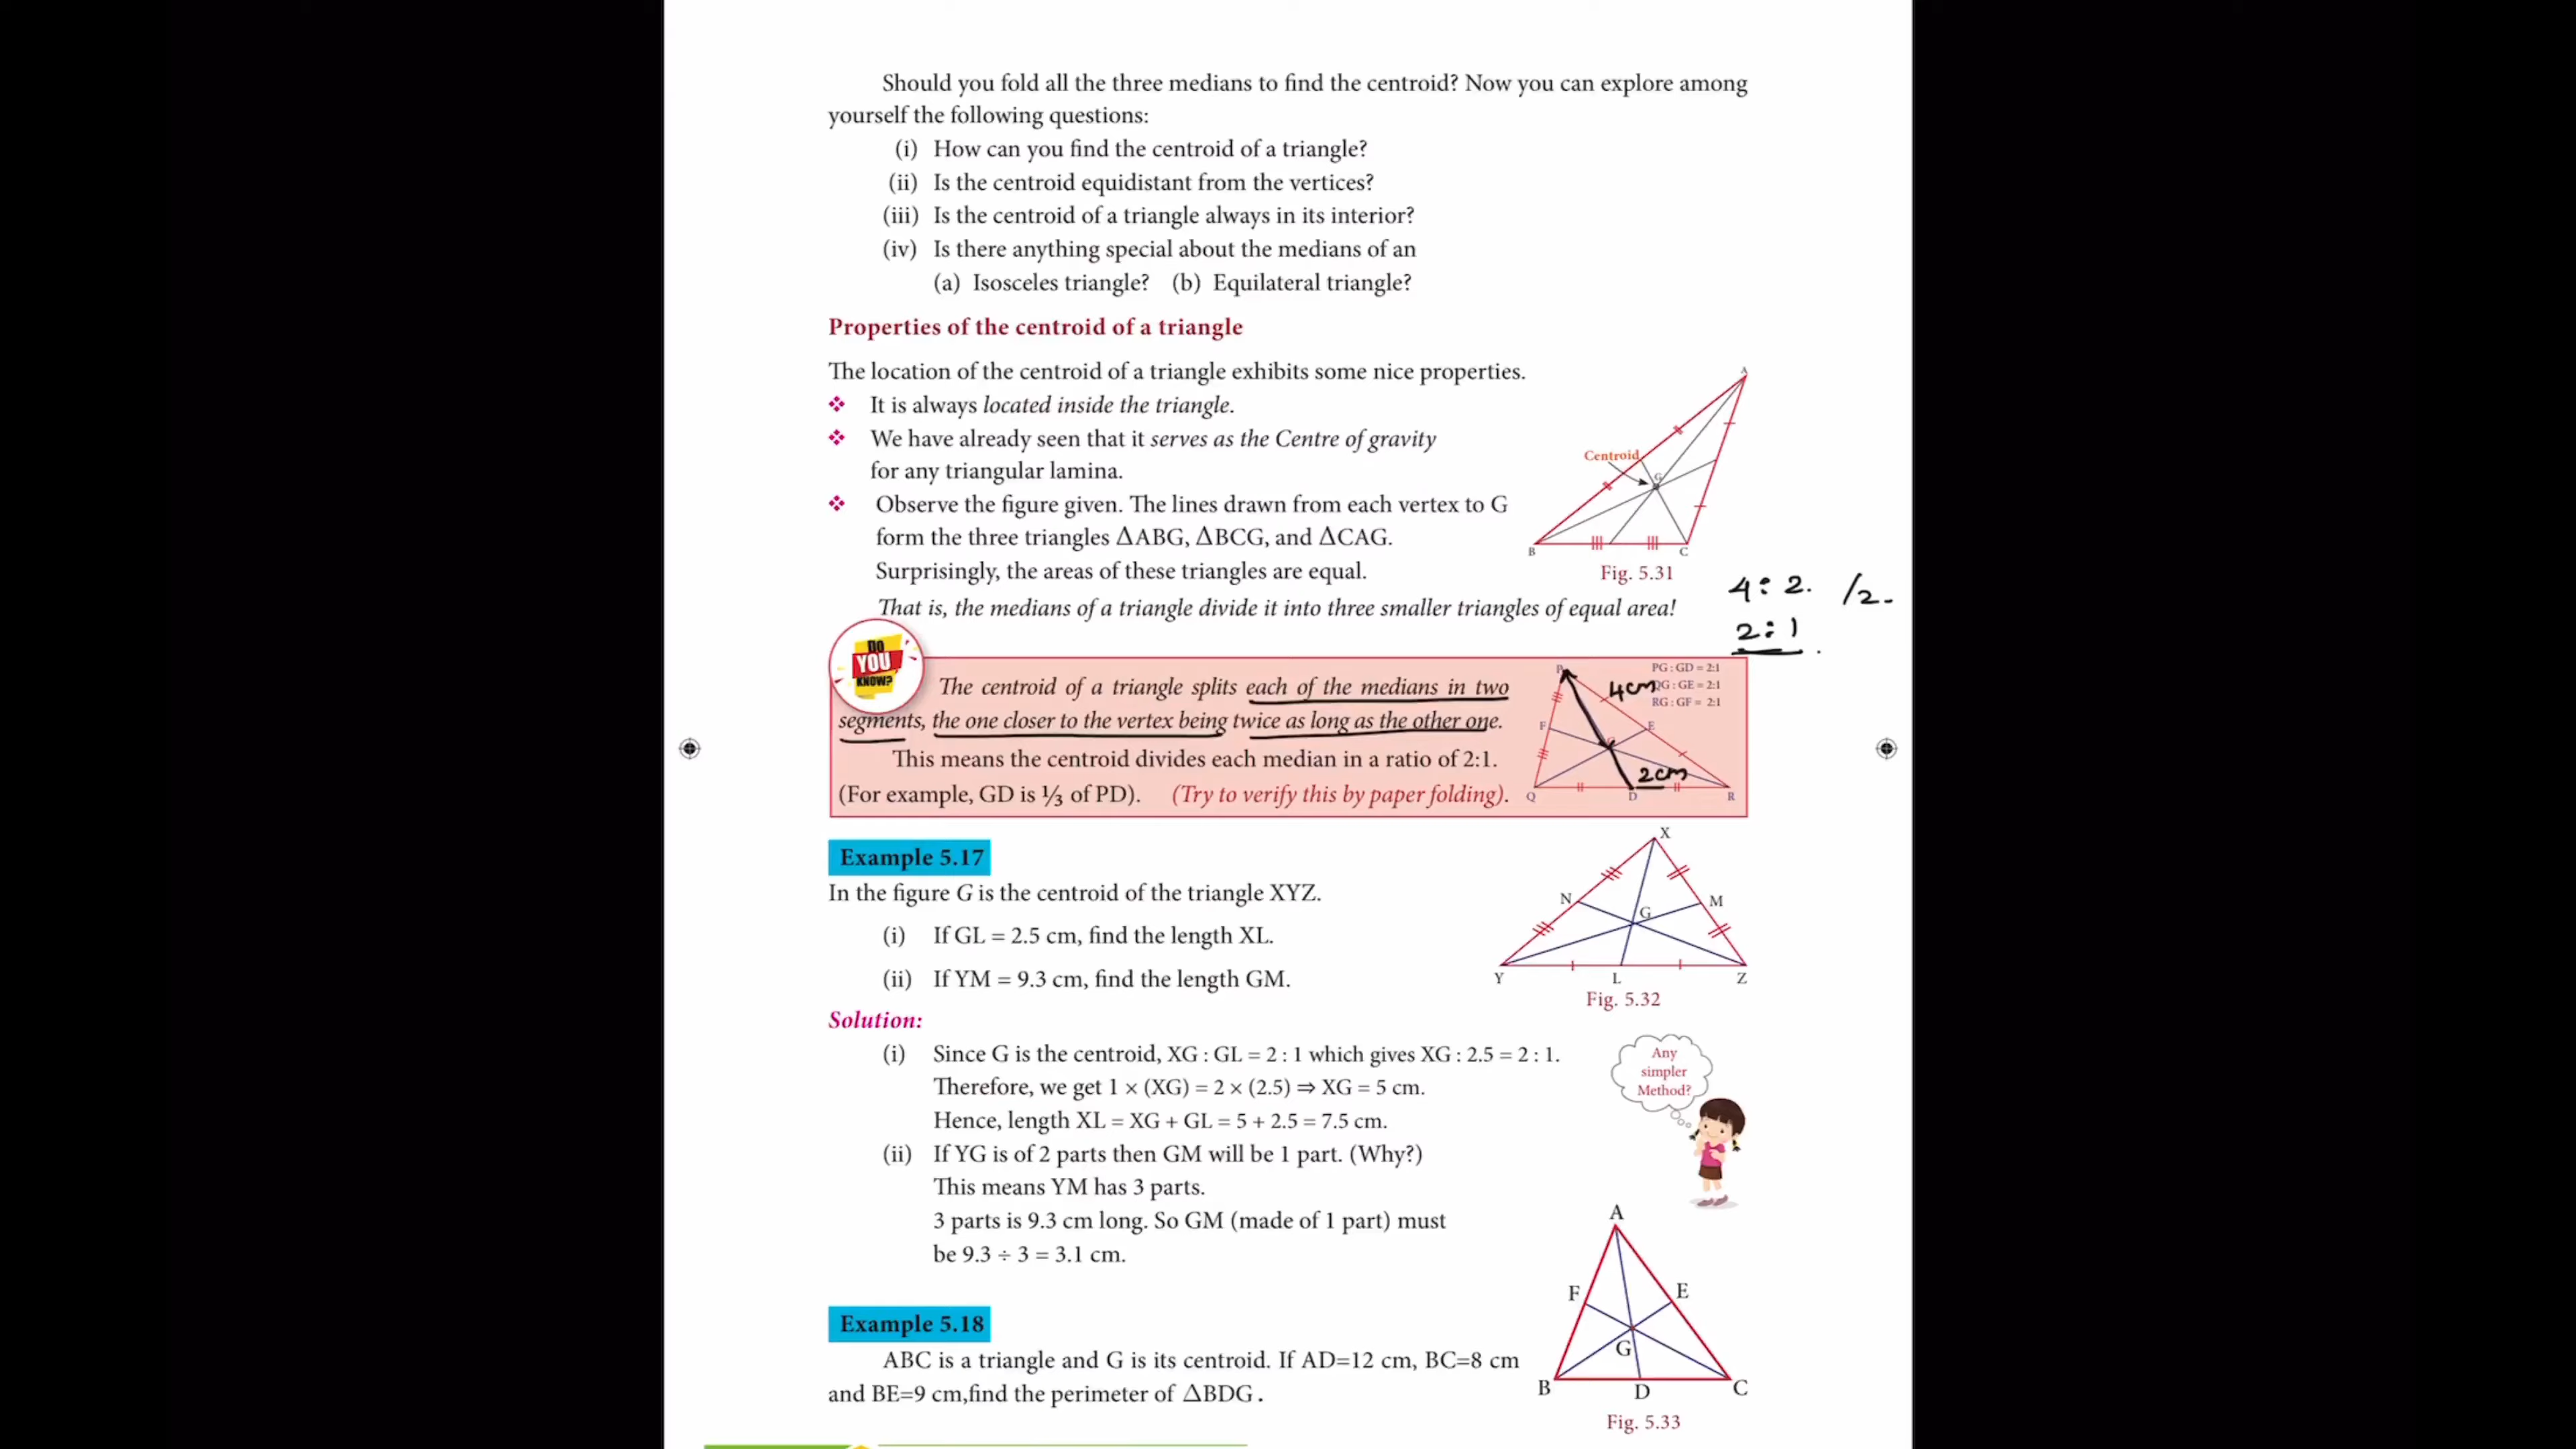 Should you fold all the three medians to find the centroid? Now you can explore among
yourself the following questions:
(i) How can you find the centroid of a triangle?
(ii) Is the centroid equidistant from the vertices?
(iii) Is the centroid of a triangle always in its interior?
(iv) Is there anything special about the medians of an
(a) Isosceles triangle? (b) Equilateral triangle?
Properties of the centroid of a triangle
The location of the centroid of a triangle exhibits some nice properties.
❖ It is always located inside the triangle.
❖ We have already seen that it serves as the Centre of gravity
for any triangular lamina.
❖ Observe the figure given. The lines drawn from each vertex to G
form the three triangles ΔABG, ΔBCG, and ΔCAG.
Surprisingly, the areas of these triangles are equal.
That is, the medians of a triangle divide it into three smaller triangles of equal area!
A
Centroid
G
B C
Fig. 5.31
4 : 2. /2-
2 : 1.
DO
YOU
KNOW?
The centroid of a triangle splits each of the medians in two
segments, the one closer to the vertex being twice as long as the other one.
This means the centroid divides each median in a ratio of 2:1.
(For example, GD is ⅓ of PD). (Try to verify this by paper folding).
P
PG : GD = 2:1
QG : GE = 2:1
RG : GF = 2:1
4cm
F E
2cm
Q D R
Example 5.17
In the figure G is the centroid of the triangle XYZ.
(i) If GL = 2.5 cm, find the length XL.
(ii) If YM = 9.3 cm, find the length GM.
X
N M
G
Y L Z
Fig. 5.32
Solution:
(i) Since G is the centroid, XG : GL = 2 : 1 which gives XG : 2.5 = 2 : 1.
Therefore, we get 1 × (XG) = 2 × (2.5) ⇒ XG = 5 cm.
Hence, length XL = XG + GL = 5 + 2.5 = 7.5 cm.
(ii) If YG is of 2 parts then GM will be 1 part. (Why?)
This means YM has 3 parts.
3 parts is 9.3 cm long. So GM (made of 1 part) must
be 9.3 ÷ 3 = 3.1 cm.
Any
simpler
Method?
Example 5.18
ABC is a triangle and G is its centroid. If AD=12 cm, BC=8 cm
and BE=9 cm,find the perimeter of ΔBDG.
A
F E
G
B D C
Fig. 5.33